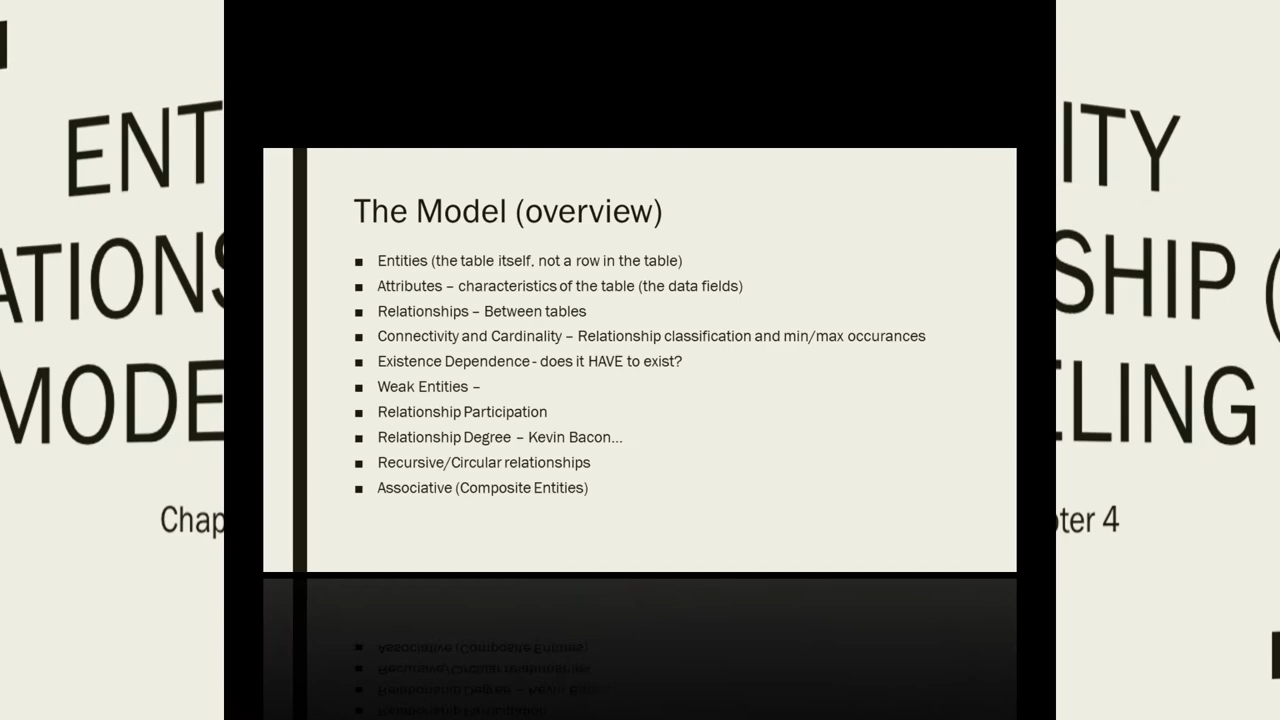 ENT
ITY
ATIONS
SHIP (
MODE
ELING
Chap
ter 4
The Model (overview)
▪ Entities (the table itself, not a row in the table)
▪ Attributes – characteristics of the table (the data fields)
▪ Relationships – Between tables
▪ Connectivity and Cardinality – Relationship classification and min/max occurances
▪ Existence Dependence - does it HAVE to exist?
▪ Weak Entities –
▪ Relationship Participation
▪ Relationship Degree – Kevin Bacon...
▪ Recursive/Circular relationships
▪ Associative (Composite Entities)